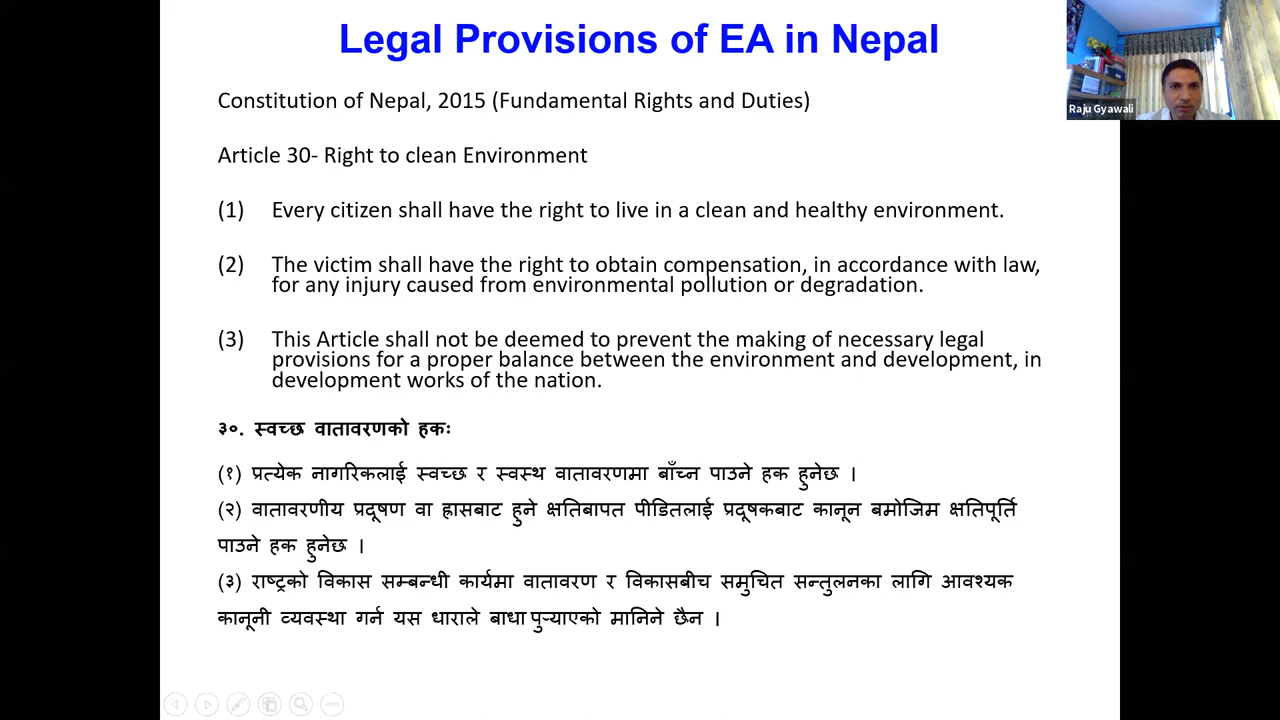 Legal Provisions of EA in Nepal
Raju Gyawali
Constitution of Nepal, 2015 (Fundamental Rights and Duties)
Article 30- Right to clean Environment
(1) Every citizen shall have the right to live in a clean and healthy environment.
(2) The victim shall have the right to obtain compensation, in accordance with law,
for any injury caused from environmental pollution or degradation.
(3) This Article shall not be deemed to prevent the making of necessary legal
provisions for a proper balance between the environment and development, in
development works of the nation.
३०. स्वच्छ वातावरणको हकः
(१) प्रत्येक नागरिकलाई स्वच्छ र स्वस्थ वातावरणमा बाँच्न पाउने हक हुनेछ ।
(२) वातावरणीय प्रदूषण वा ह्रासबाट हुने क्षतिबापत पीडितलाई प्रदूषकबाट कानून बमोजिम क्षतिपूर्ति
पाउने हक हुनेछ ।
(३) राष्ट्रको विकास सम्बन्धी कार्यमा वातावरण र विकासबीच समुचित सन्तुलनका लागि आवश्यक
कानूनी व्यवस्था गर्न यस धाराले बाधा पुर्‍याएको मानिने छैन ।